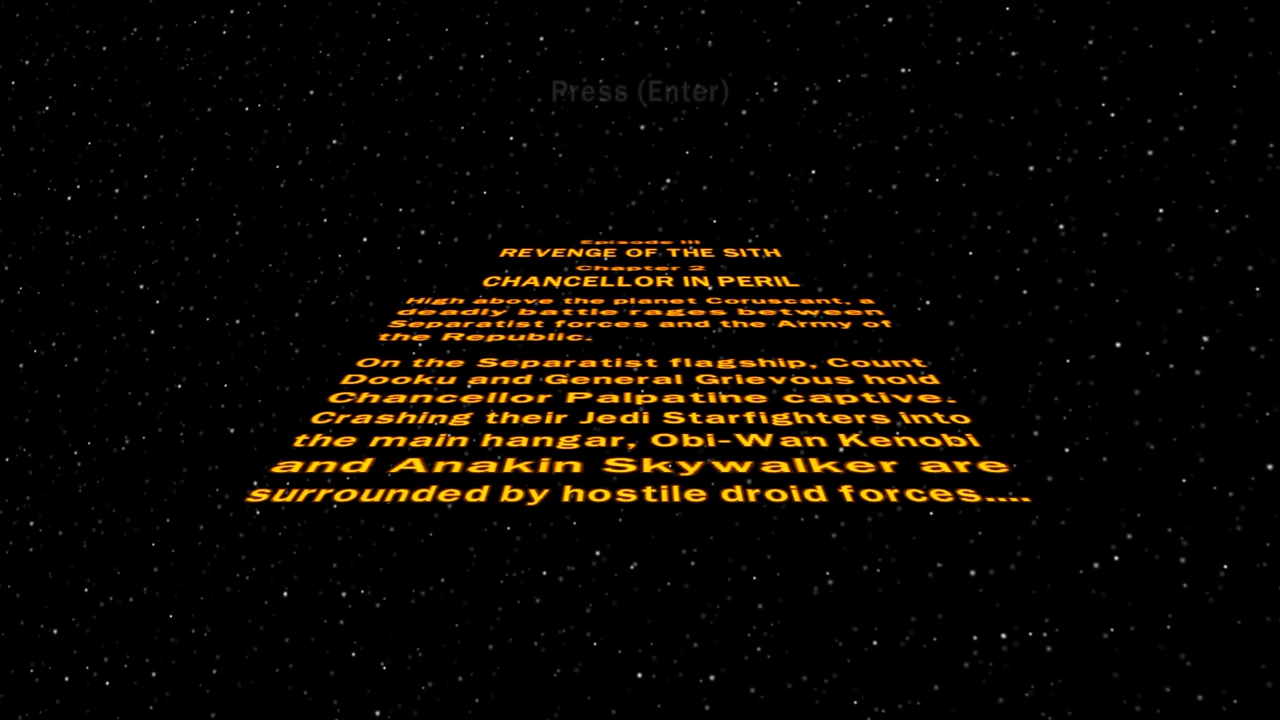 Press (Enter)
Episode III
REVENGE OF THE SITH
Chapter 2
CHANCELLOR IN PERIL
High above the planet Coruscant, a
deadly battle rages between
Separatist forces and the Army of
the Republic.
On the Separatist flagship, Count
Dooku and General Grievous hold
Chancellor Palpatine captive.
Crashing their Jedi Starfighters into
the main hangar, Obi-Wan Kenobi
and Anakin Skywalker are
surrounded by hostile droid forces....